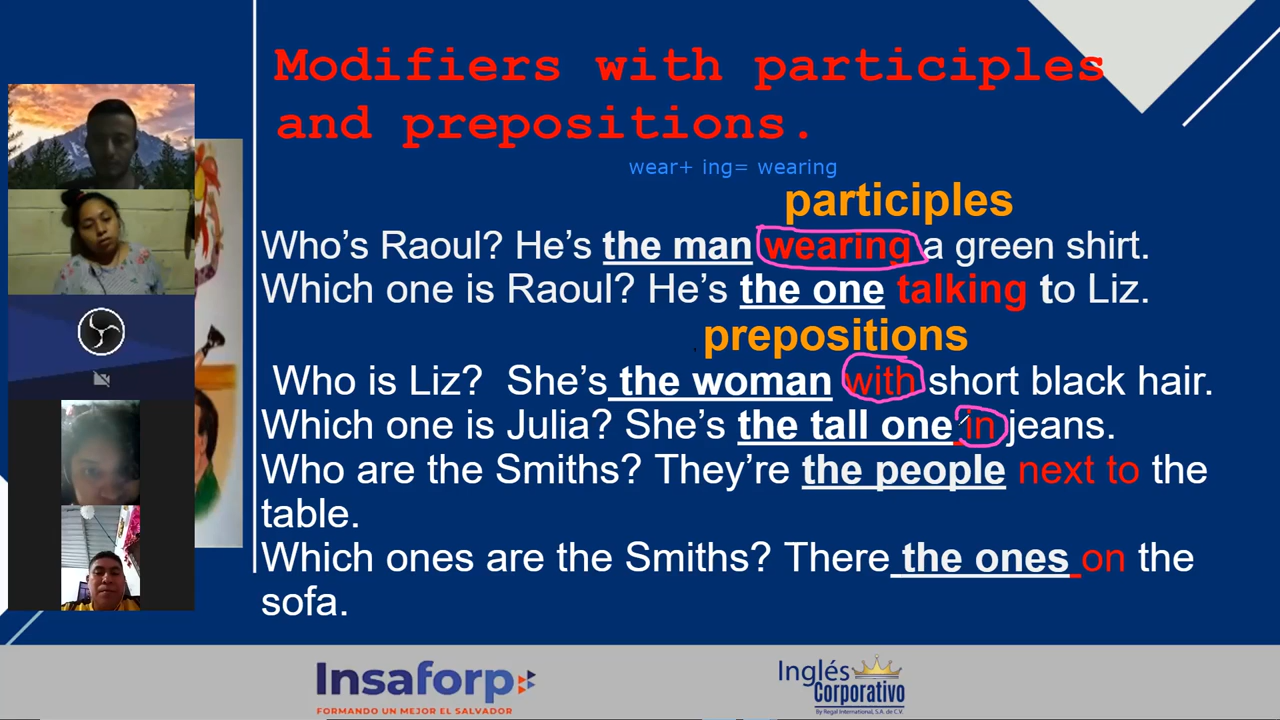 Modifiers with participles
and prepositions.
wear+ ing= wearing
participles
Who's Raoul? He's the man wearing a green shirt.
Which one is Raoul? He's the one talking to Liz.
prepositions
Who is Liz? She's the woman with short black hair.
Which one is Julia? She's the tall one in jeans.
Who are the Smiths? They're the people next to the
table.
Which ones are the Smiths? There the ones on the
sofa.
Insaforp
FORMANDO UN MEJOR EL SALVADOR
Inglés
Corporativo
By Regal International, S.A. de C.V.